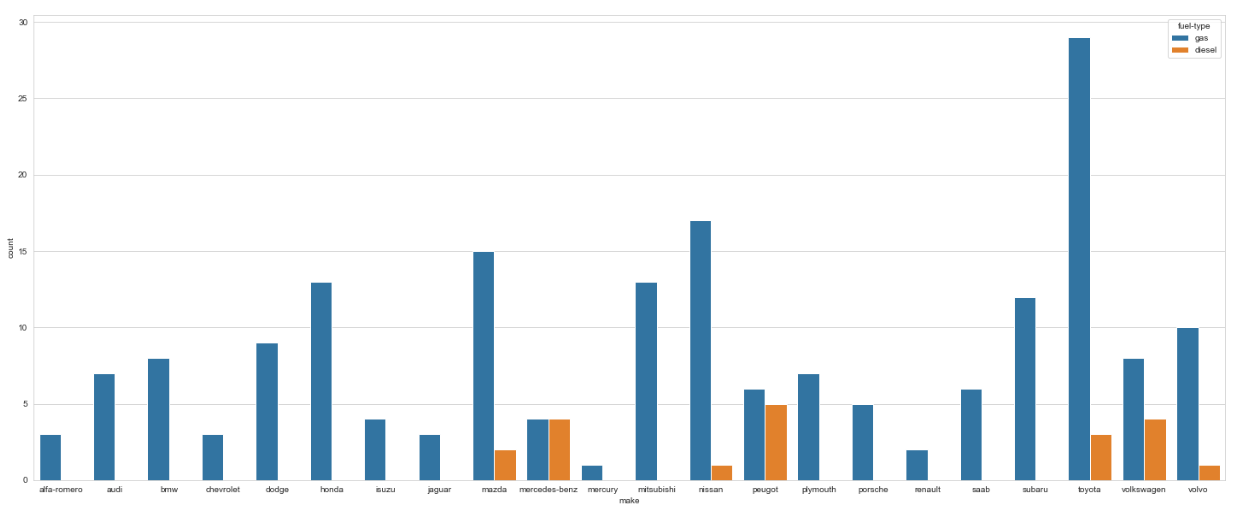 30
25
20
15
10
5
0
count
fuel-type
gas
diesel
alfa-romero audi bmw chevrolet dodge honda isuzu jaguar mazda mercedes-benz mercury mitsubishi nissan peugot plymouth porsche renault saab subaru toyota volkswagen volvo
make